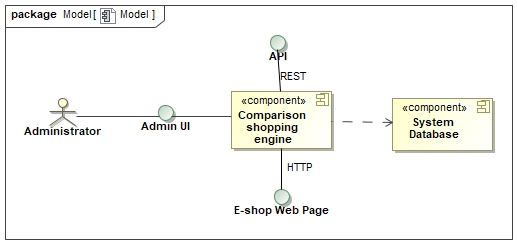 package Model[ Model ]
API
REST
«component»
Comparison
shopping
engine
«component»
System
Database
Administrator
Admin UI
HTTP
E-shop Web Page